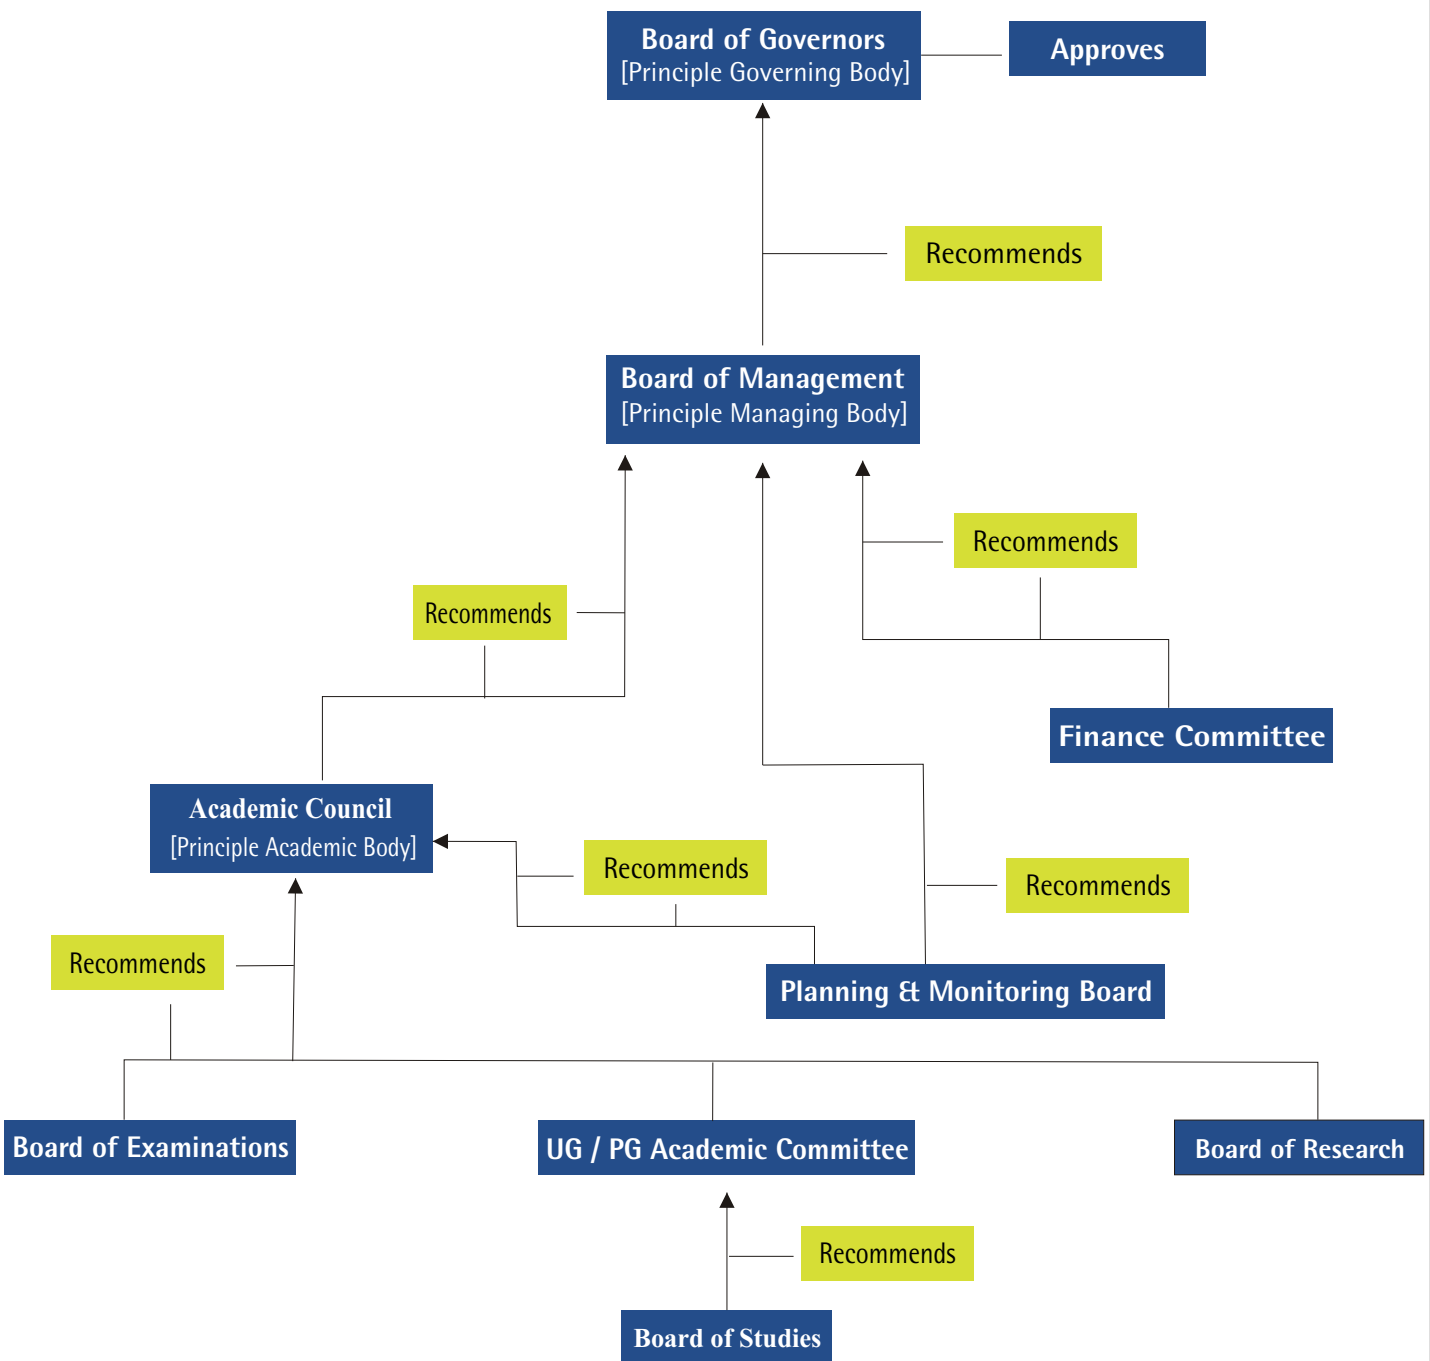 Board of Governors
[Principle Governing Body]
Approves
Recommends
Board of Management
[Principle Managing Body]
Recommends
Recommends
Finance Committee
Academic Council
[Principle Academic Body]
Recommends
Recommends
Recommends
Planning & Monitoring Board
Board of Examinations
UG / PG Academic Committee
Board of Research
Recommends
Board of Studies